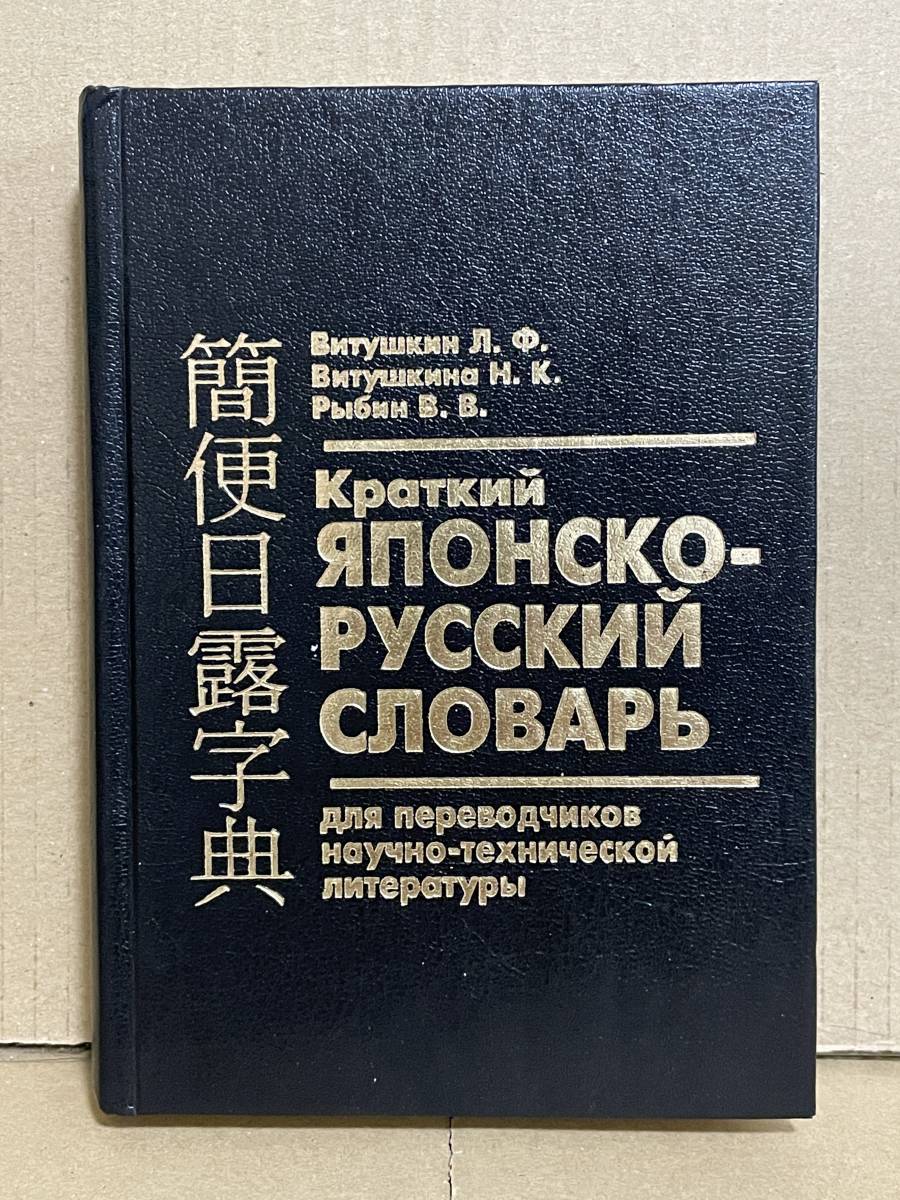 簡便日露字典
Витушкин Л. Ф.
Витушкина Н. К.
Рыбин В. В.
Краткий
ЯПОНСКО-
РУССКИЙ
СЛОВАРЬ
для переводчиков
научно-технической
литературы